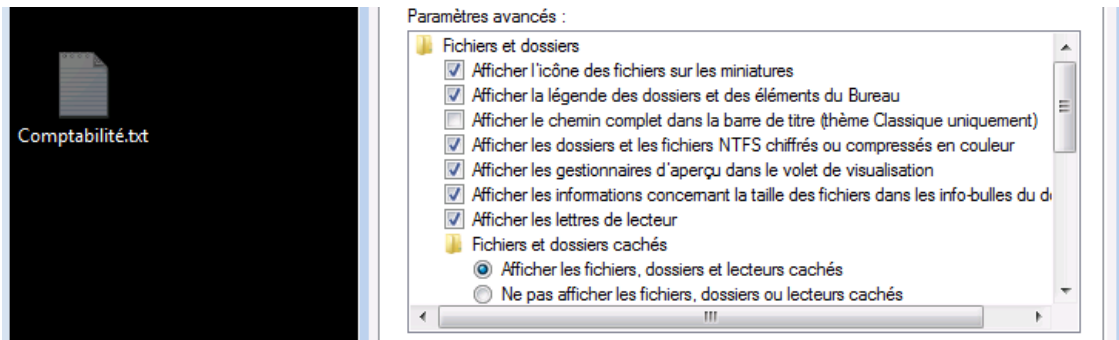 Comptabilité.txt
Paramètres avancés :
Fichiers et dossiers
Afficher l'icône des fichiers sur les miniatures
Afficher la légende des dossiers et des éléments du Bureau
Afficher le chemin complet dans la barre de titre (thème Classique uniquement)
Afficher les dossiers et les fichiers NTFS chiffrés ou compressés en couleur
Afficher les gestionnaires d'aperçu dans le volet de visualisation
Afficher les informations concernant la taille des fichiers dans les info-bulles du d
Afficher les lettres de lecteur
Fichiers et dossiers cachés
Afficher les fichiers, dossiers et lecteurs cachés
Ne pas afficher les fichiers, dossiers ou lecteurs cachés